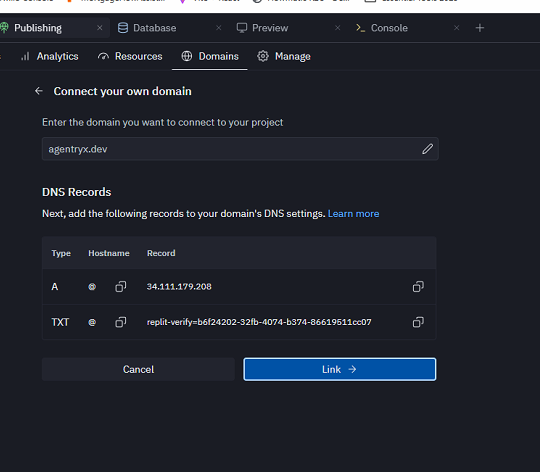 Publishing × Database × Preview × Console × +
Analytics Resources Domains Manage
← Connect your own domain
Enter the domain you want to connect to your project
agentryx.dev
DNS Records
Next, add the following records to your domain's DNS settings. Learn more
Type Hostname Record
A @ 34.111.179.208
TXT @ replit-verify=b6f24202-32fb-4074-b374-86619511cc07
Cancel Link →